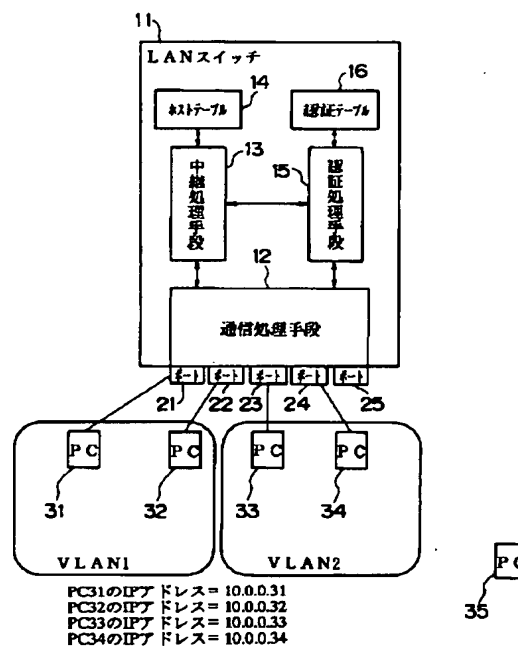 11
LANスイッチ
14
16
ホストテーブル
認証テーブル
13
15
中継処理手段
認証処理手段
12
通信処理手段
ポート
ポート
ポート
ポート
ポート
21
22
23
24
25
PC
PC
PC
PC
31
32
33
34
VLAN1
VLAN2
PC
35
PC31のIPアドレス= 10.0.0.31
PC32のIPアドレス= 10.0.0.32
PC33のIPアドレス= 10.0.0.33
PC34のIPアドレス= 10.0.0.34